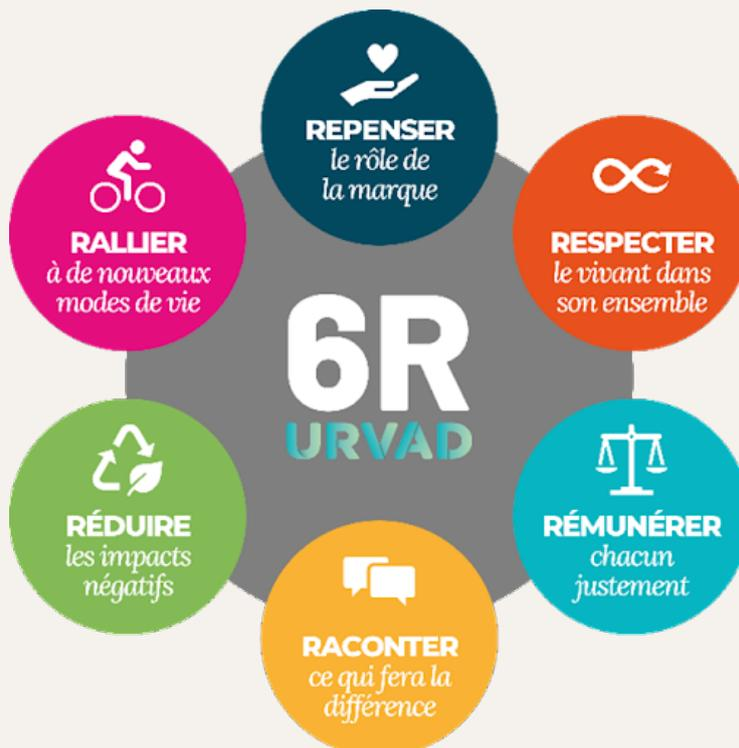 REPENSER
le rôle de
la marque
RALLIER
à de nouveaux
modes de vie
RESPECTER
le vivant dans
son ensemble
6R
URVAD
RÉDUIRE
les impacts
négatifs
RÉMUNÉRER
chacun
justement
RACONTER
ce qui fera la
différence